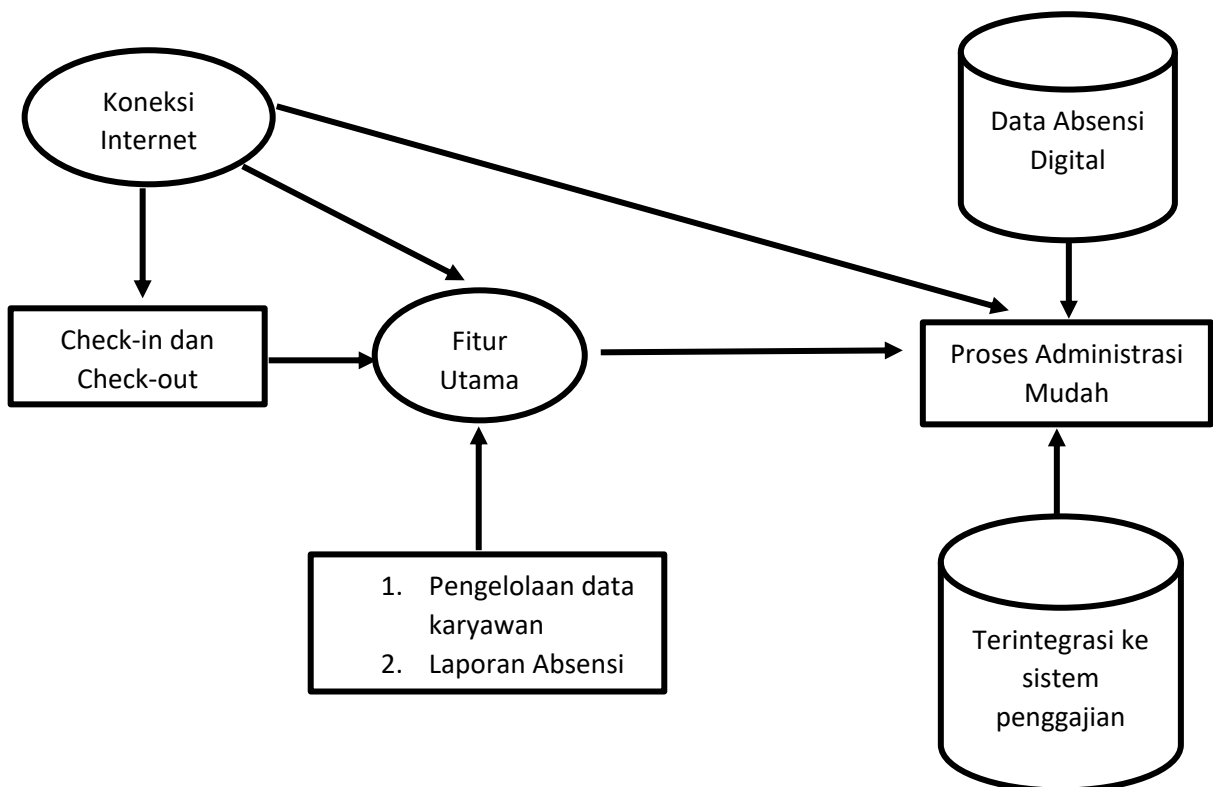 Koneksi
Internet
Data Absensi
Digital
Check-in dan
Check-out
Fitur
Utama
Proses Administrasi
Mudah
1. Pengelolaan data
karyawan
2. Laporan Absensi
Terintegrasi ke
sistem
penggajian